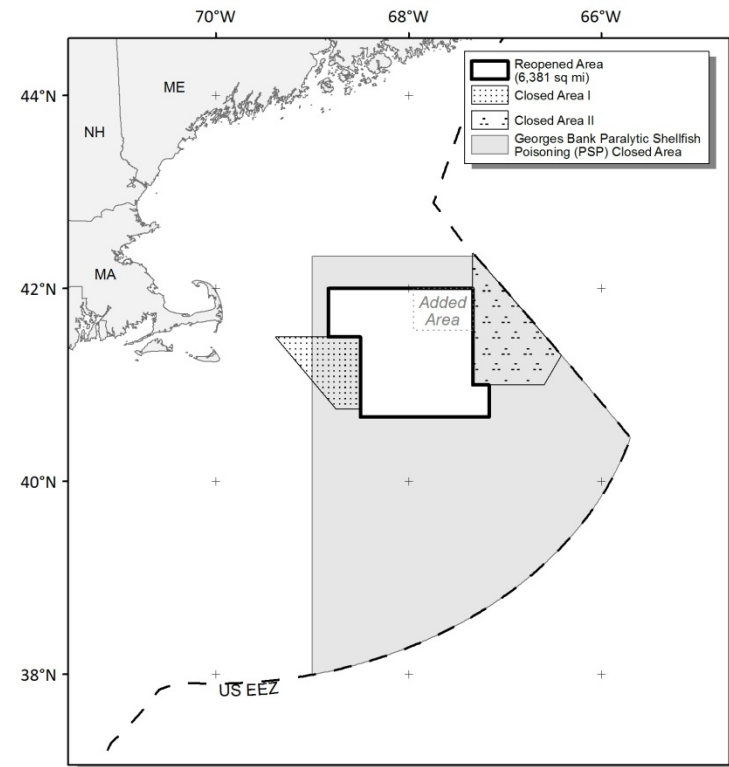 70°W
68°W
66°W
44°N
42°N
40°N
38°N
ME
NH
MA
Reopened Area
(6,381 sq mi)
Closed Area I
Closed Area II
Georges Bank Paralytic Shellfish
Poisoning (PSP) Closed Area
Added
Area
US EEZ